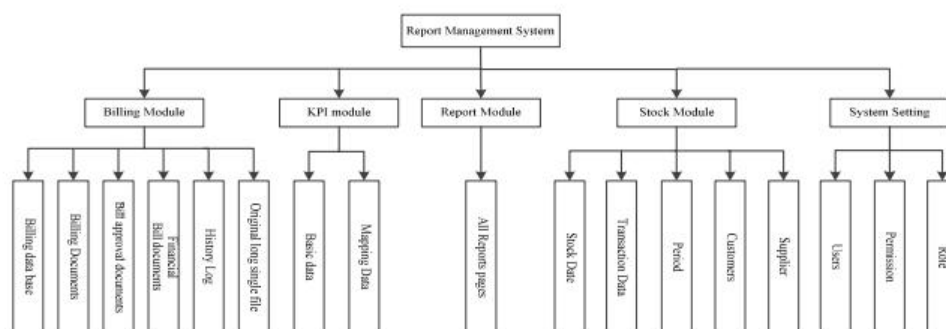 Report Management System
Billing Module
KPI module
Report Module
Stock Module
System Setting
Billing data base
Billing Documents
Bill approval documents
Financial
Bill documents
History Log
Original long single file
Basic data
Mapping Data
All Reports pages
Stock Date
Transaction Data
Period
Customers
Supplier
Users
Permission
Role